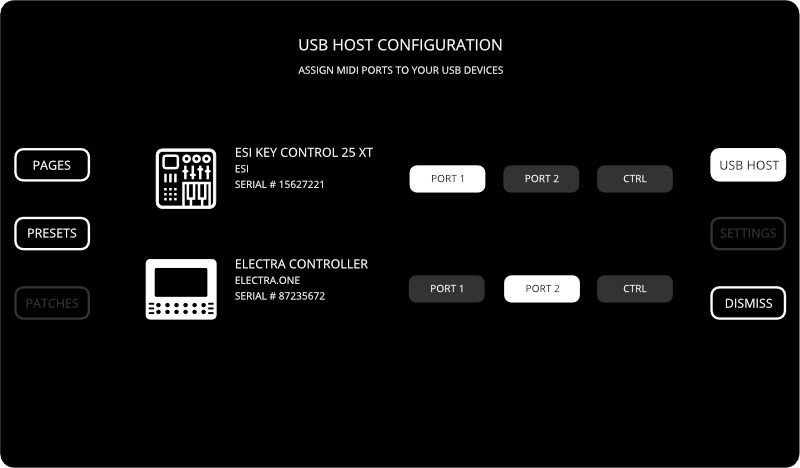 USB HOST CONFIGURATION
ASSIGN MIDI PORTS TO YOUR USB DEVICES
PAGES
PRESETS
PATCHES
ESI KEY CONTROL 25 XT
ESI
SERIAL # 15627221
PORT 1
PORT 2
CTRL
ELECTRA CONTROLLER
ELECTRA.ONE
SERIAL # 87235672
PORT 1
PORT 2
CTRL
USB HOST
SETTINGS
DISMISS